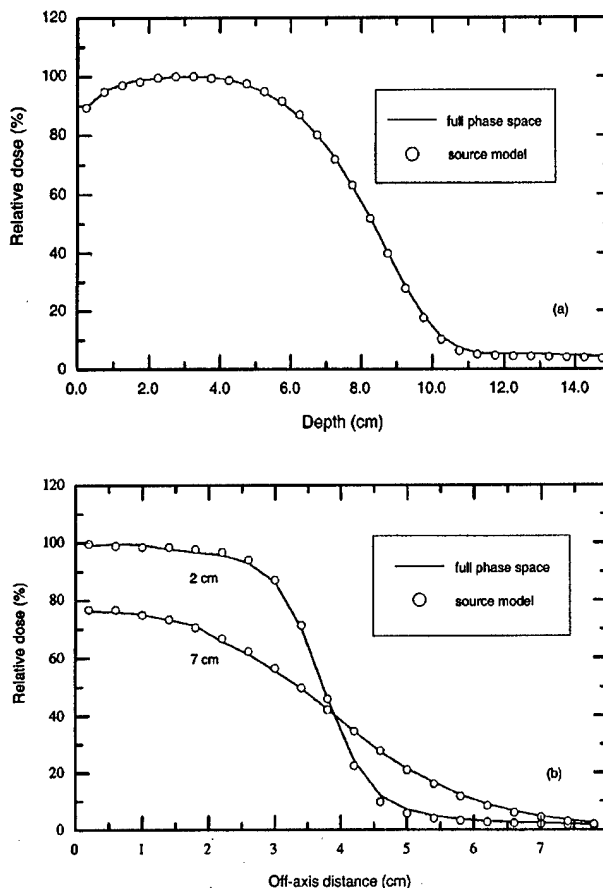 120
100
80
60
40
20
0
Relative dose (%)
full phase space
source model
(a)
0.0 2.0 4.0 6.0 8.0 10.0 12.0 14.0
Depth (cm)
120
100
80
60
40
20
0
Relative dose (%)
full phase space
source model
2 cm
7 cm
(b)
0 1 2 3 4 5 6 7
Off-axis distance (cm)